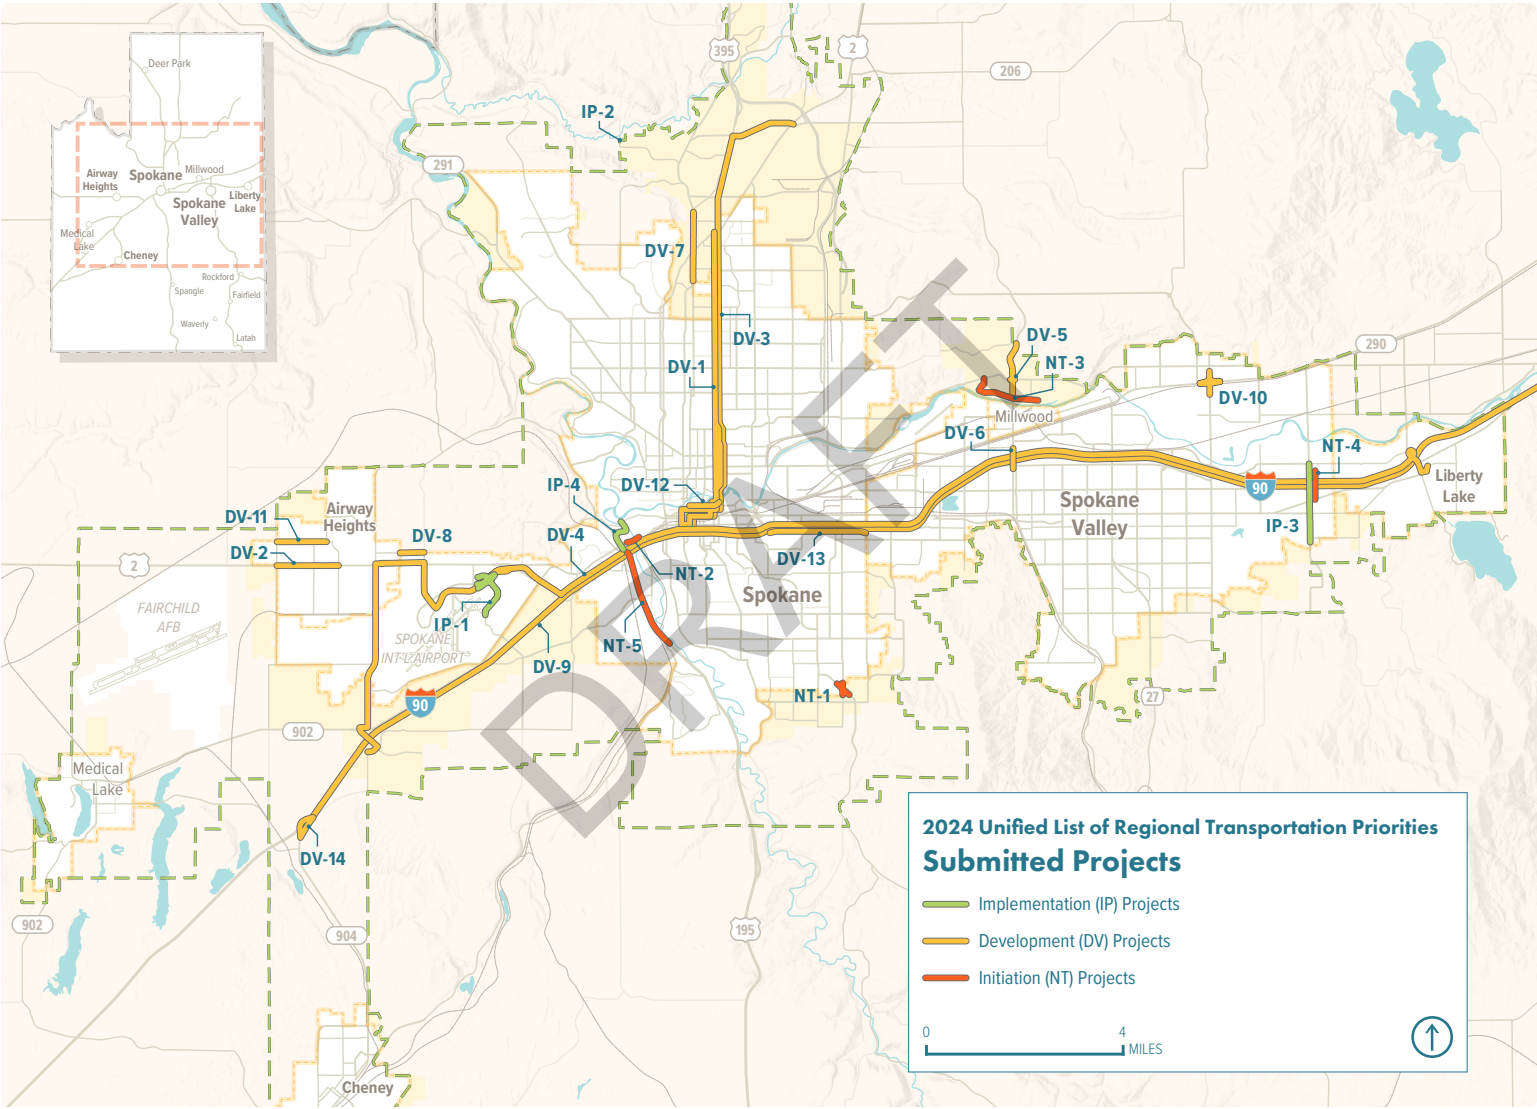 395
2
206
Deer Park
IP-2
291
Airway
Heights
Spokane
Millwood
Liberty
Lake
Spokane
Valley
Medical
Lake
Cheney
Rockford
Spangle
Fairfield
Waverly
Latah
DV-7
DV-3
DV-1
DV-5
NT-3
290
DV-10
Millwood
DV-6
NT-4
90
Liberty
Lake
Spokane
Valley
IP-3
IP-4
DV-12
Airway
Heights
DV-11
DV-2
DV-8
DV-4
DV-13
NT-2
Spokane
2
FAIRCHILD
AFB
IP-1
SPOKANE
INT'L AIRPORT
NT-5
DV-9
NT-1
27
90
902
Medical
Lake
DV-14
902
904
195
Cheney
DRAFT
2024 Unified List of Regional Transportation Priorities
Submitted Projects
Implementation (IP) Projects
Development (DV) Projects
Initiation (NT) Projects
0 4
MILES